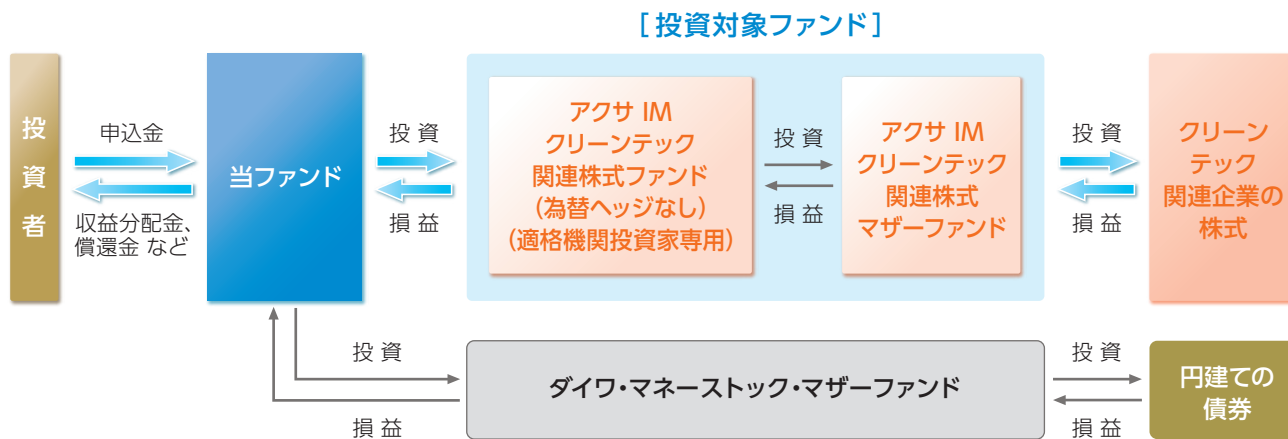 [投資対象ファンド]
投資者
申込金
収益分配金、
償還金 など
当ファンド
投 資
損 益
アクサ IM
クリーンテック
関連株式ファンド
(為替ヘッジなし)
(適格機関投資家専用)
投 資
損 益
アクサ IM
クリーンテック
関連株式
マザーファンド
投 資
損 益
クリーン
テック
関連企業の
株式
投 資
損 益
ダイワ・マネーストック・マザーファンド
投 資
損 益
円建ての
債券